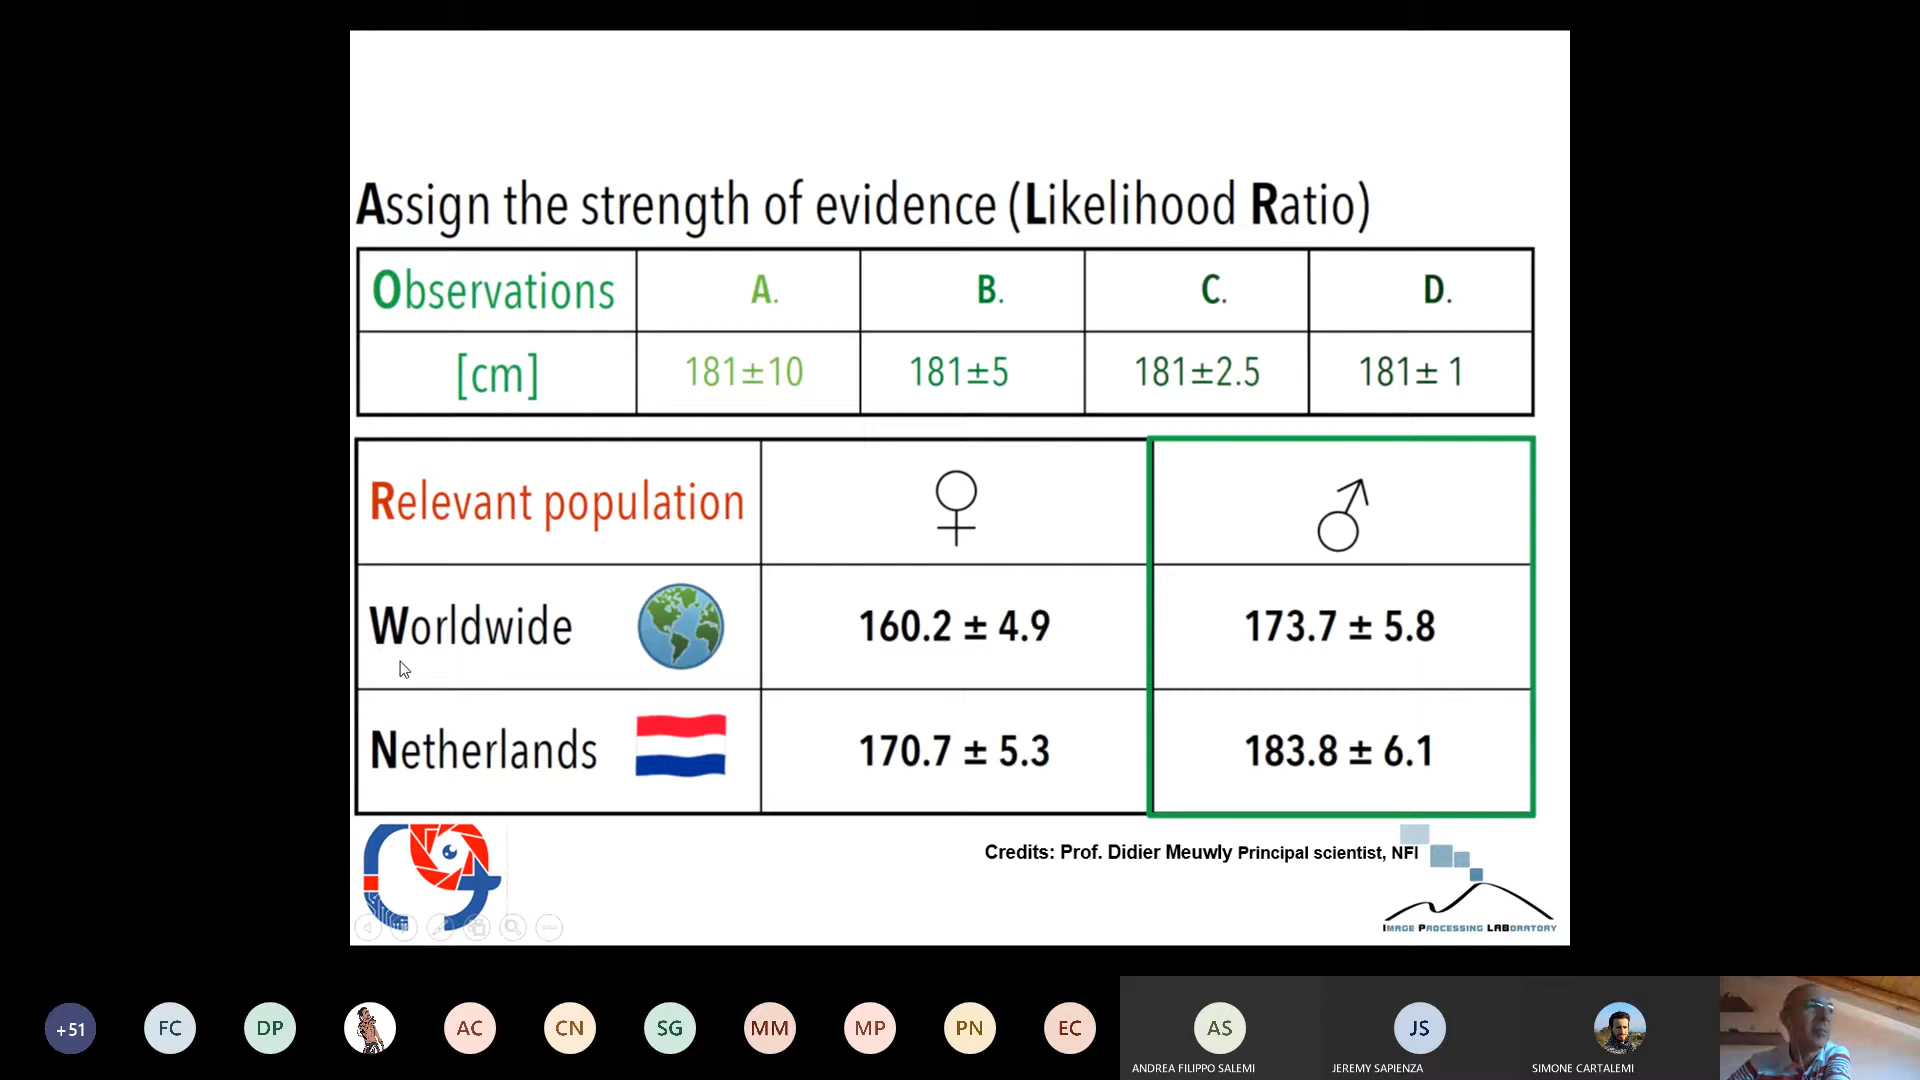 Assign the strength of evidence (Likelihood Ratio)
Observations A. B. C. D.
[cm] 181±10 181±5 181±2.5 181± 1
Relevant population ♀ ♂
Worldwide 160.2 ± 4.9 173.7 ± 5.8
Netherlands 170.7 ± 5.3 183.8 ± 6.1
Credits: Prof. Didier Meuwly Principal scientist, NFI
IMAGE PROCESSING LABORATORY
+51 FC DP AC CN SG MM MP PN EC AS JS
ANDREA FILIPPO SALEMI JEREMY SAPIENZA SIMONE CARTALEMI